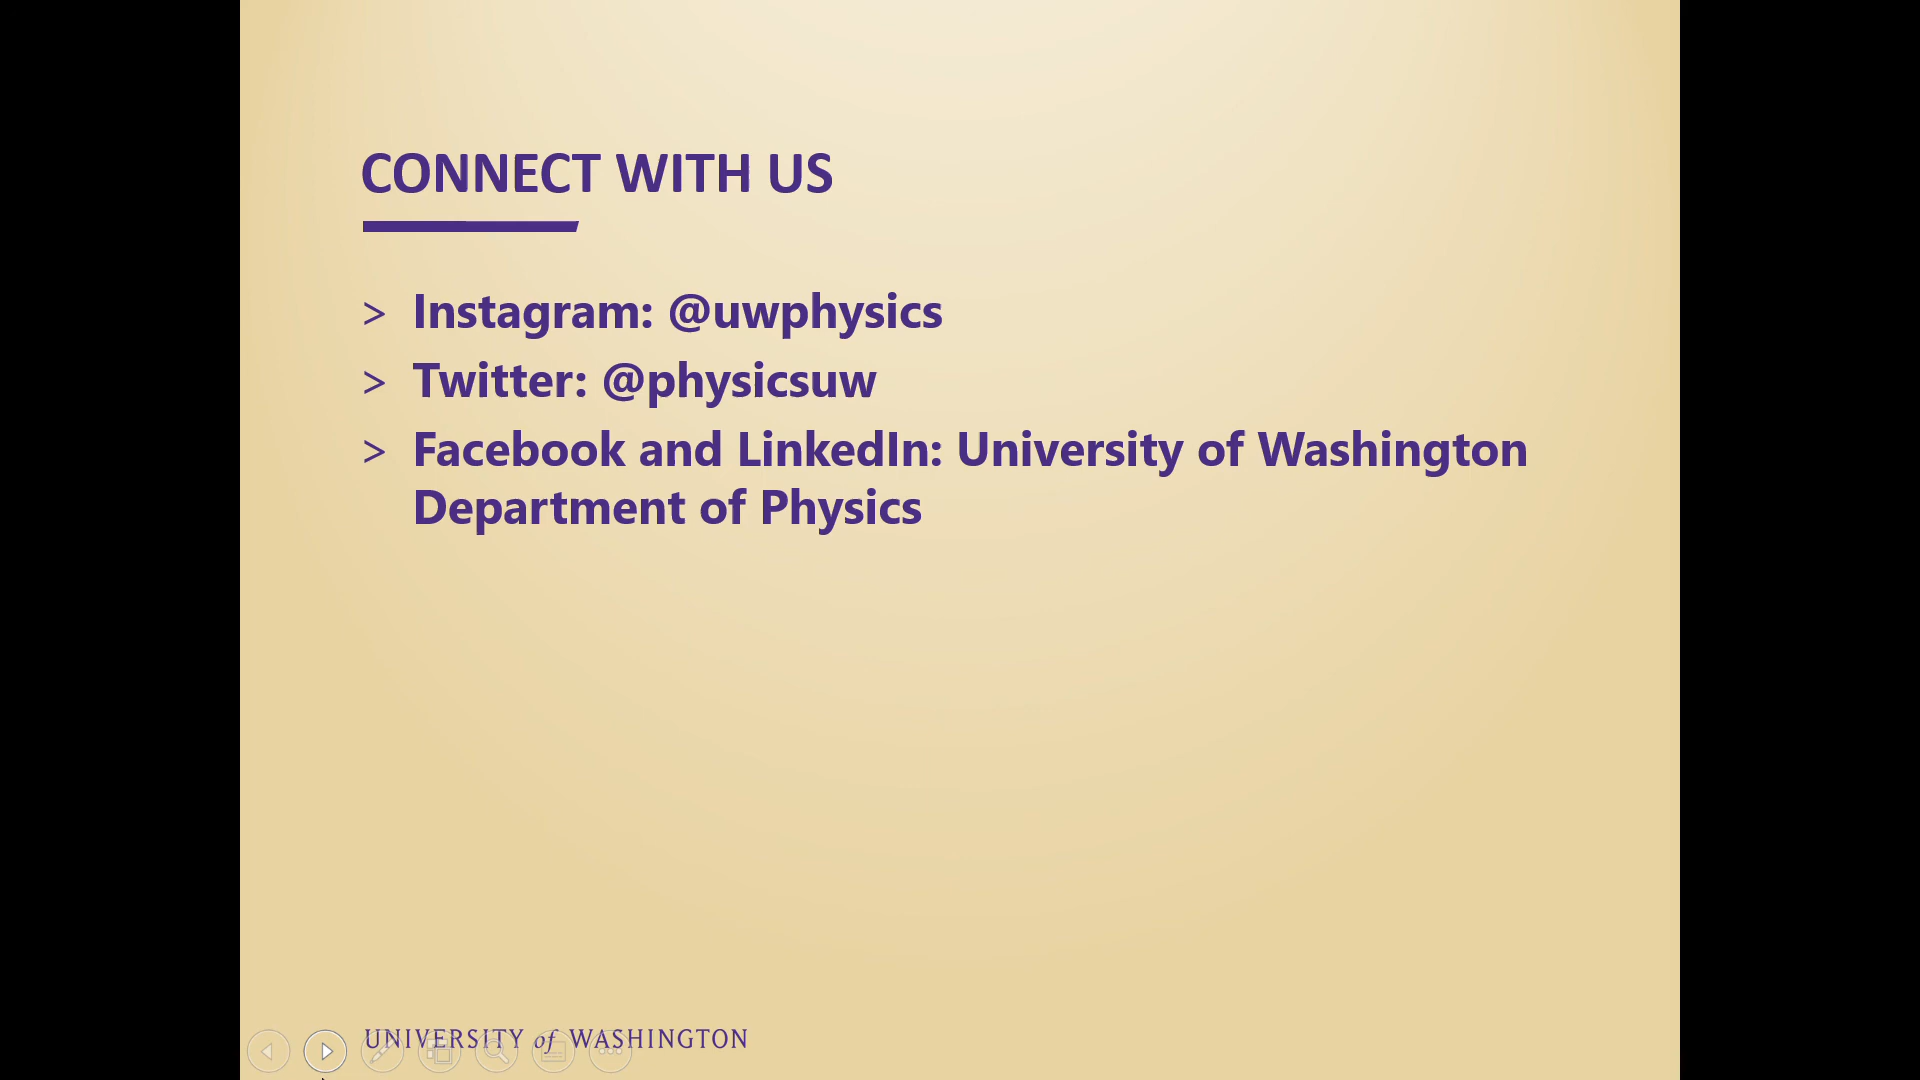 CONNECT WITH US
> Instagram: @uwphysics
> Twitter: @physicsuw
> Facebook and LinkedIn: University of Washington
Department of Physics
UNIVERSITY of WASHINGTON